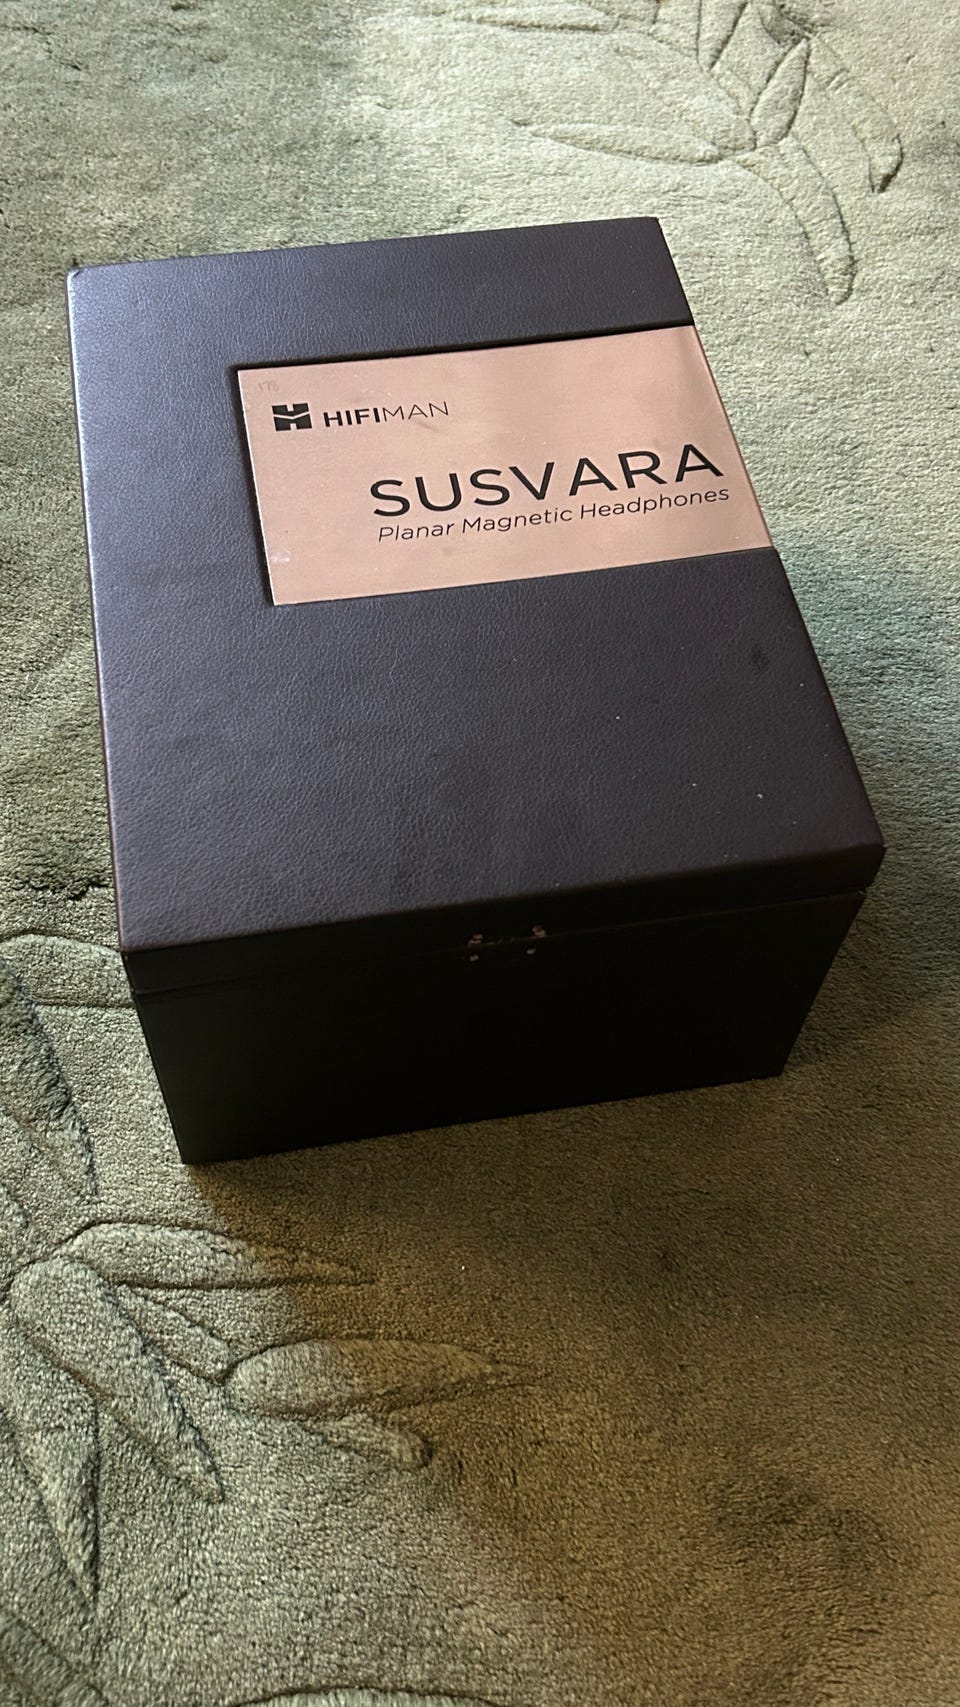 HIFIMAN
SUSVARA
Planar Magnetic Headphones